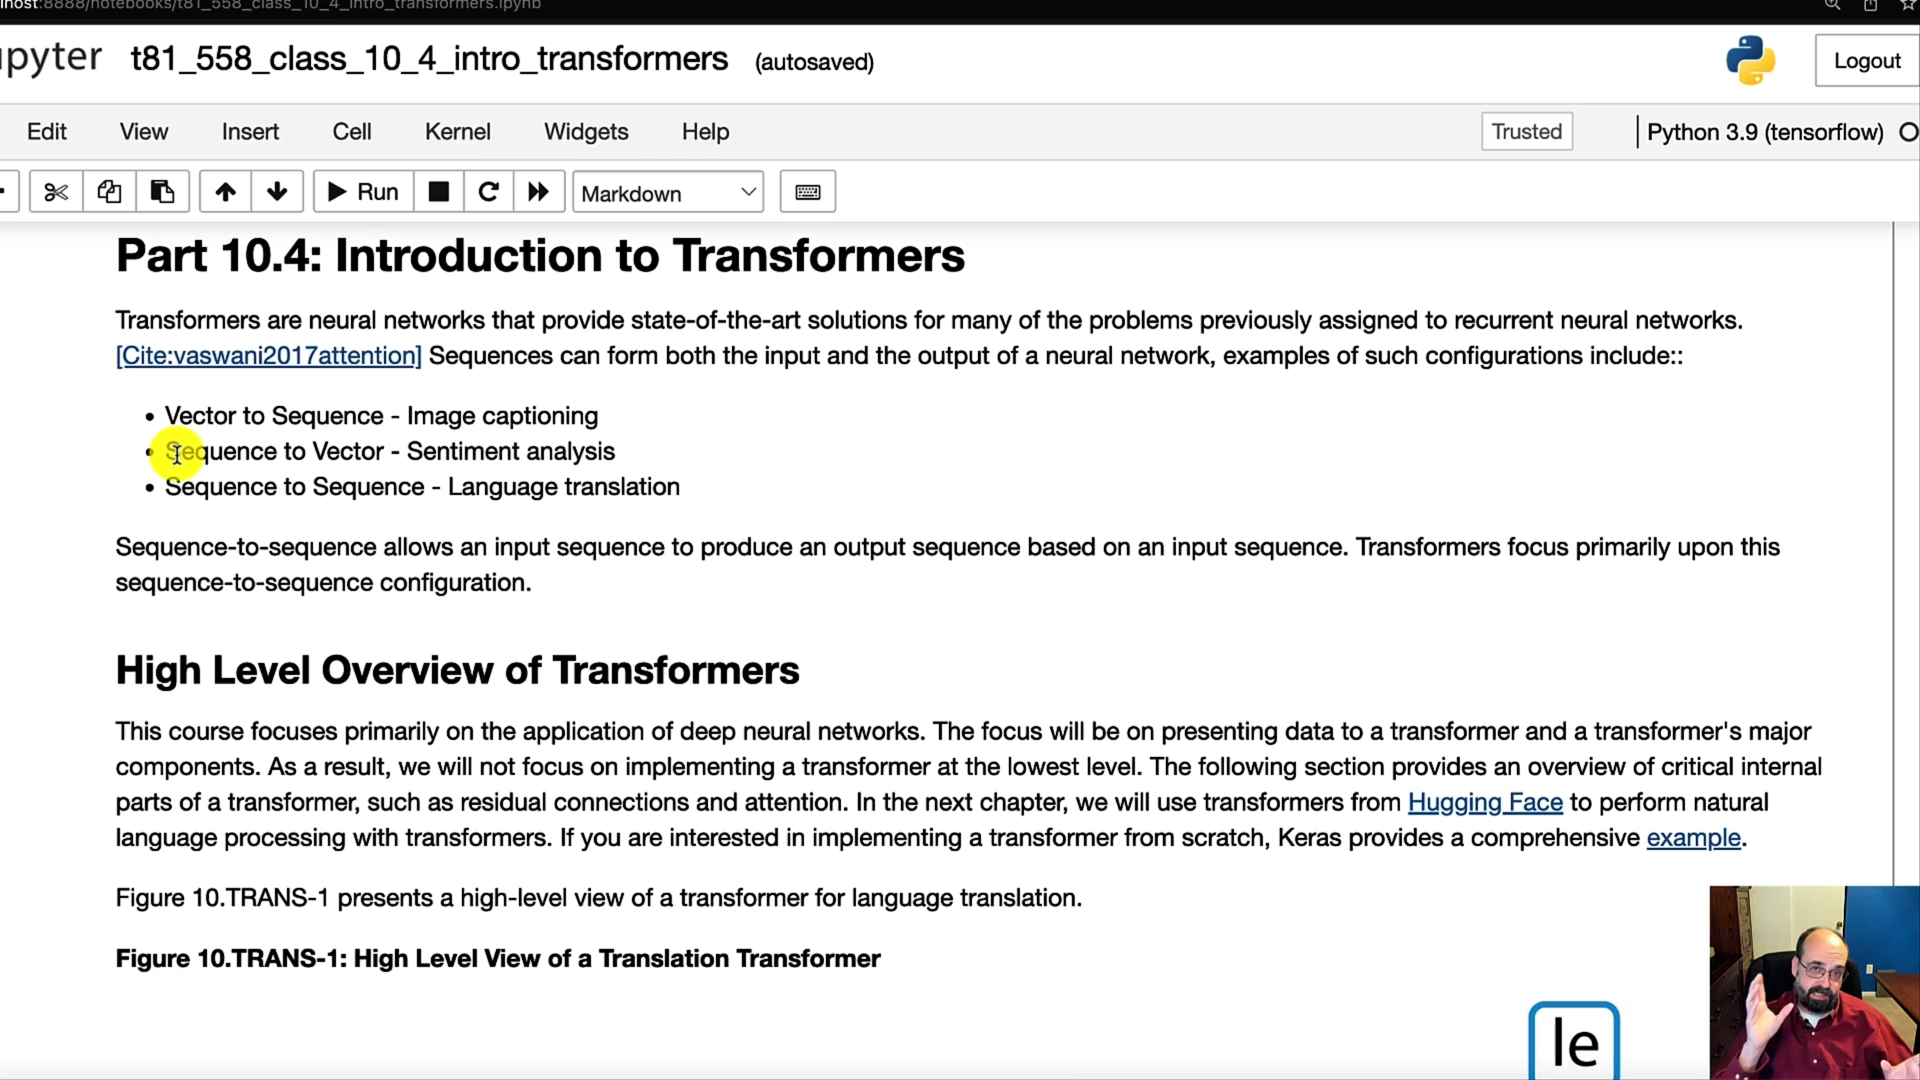 lhost:8888/notebooks/t81_558_class_10_4_intro_transformers.ipynb
upyter t81_558_class_10_4_intro_transformers (autosaved)
Logout
Edit View Insert Cell Kernel Widgets Help
Trusted
Python 3.9 (tensorflow)
Run
Markdown
Part 10.4: Introduction to Transformers
Transformers are neural networks that provide state-of-the-art solutions for many of the problems previously assigned to recurrent neural networks.
[Cite:vaswani2017attention] Sequences can form both the input and the output of a neural network, examples of such configurations include::
• Vector to Sequence - Image captioning
• Sequence to Vector - Sentiment analysis
• Sequence to Sequence - Language translation
Sequence-to-sequence allows an input sequence to produce an output sequence based on an input sequence. Transformers focus primarily upon this
sequence-to-sequence configuration.
High Level Overview of Transformers
This course focuses primarily on the application of deep neural networks. The focus will be on presenting data to a transformer and a transformer's major
components. As a result, we will not focus on implementing a transformer at the lowest level. The following section provides an overview of critical internal
parts of a transformer, such as residual connections and attention. In the next chapter, we will use transformers from Hugging Face to perform natural
language processing with transformers. If you are interested in implementing a transformer from scratch, Keras provides a comprehensive example.
Figure 10.TRANS-1 presents a high-level view of a transformer for language translation.
Figure 10.TRANS-1: High Level View of a Translation Transformer
le